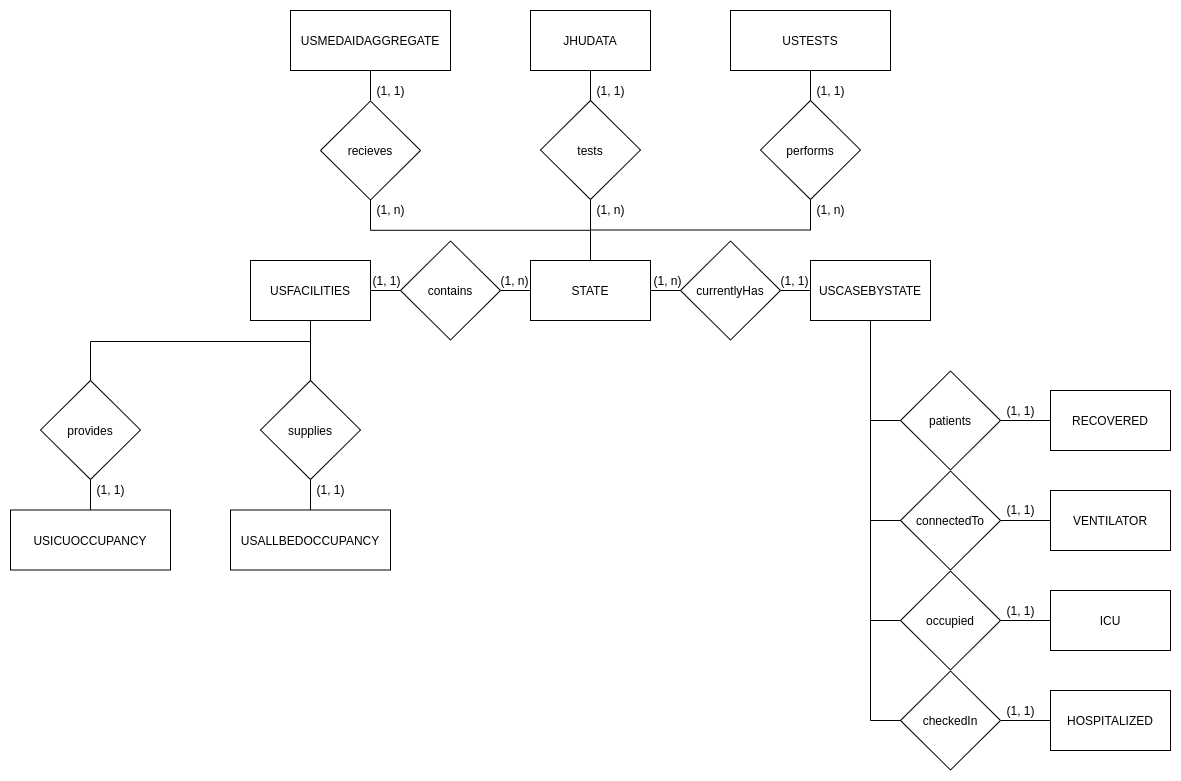 USMEDAIDAGGREGATE
JHUDATA
USTESTS
(1, 1)
(1, 1)
(1, 1)
recieves
tests
performs
(1, n)
(1, n)
(1, n)
USFACILITIES
(1, 1)
contains
(1, n)
STATE
(1, n)
currentlyHas
(1, 1)
USCASEBYSTATE
provides
supplies
(1, 1)
(1, 1)
USICUOCCUPANCY
USALLBEDOCCUPANCY
patients
(1, 1)
RECOVERED
connectedTo
(1, 1)
VENTILATOR
occupied
(1, 1)
ICU
checkedIn
(1, 1)
HOSPITALIZED